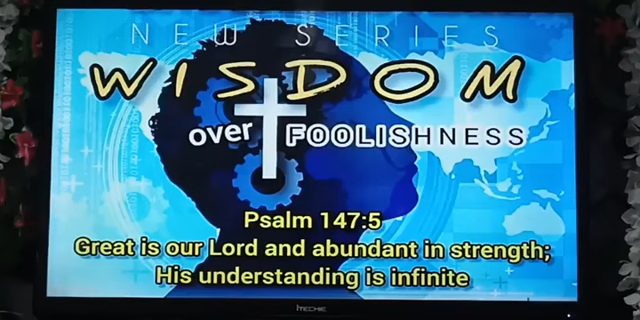 NEW SERIES
WISDOM
over FOOLISHNESS
Psalm 147:5
Great is our Lord and abundant in strength;
His understanding is infinite
iTECHIE